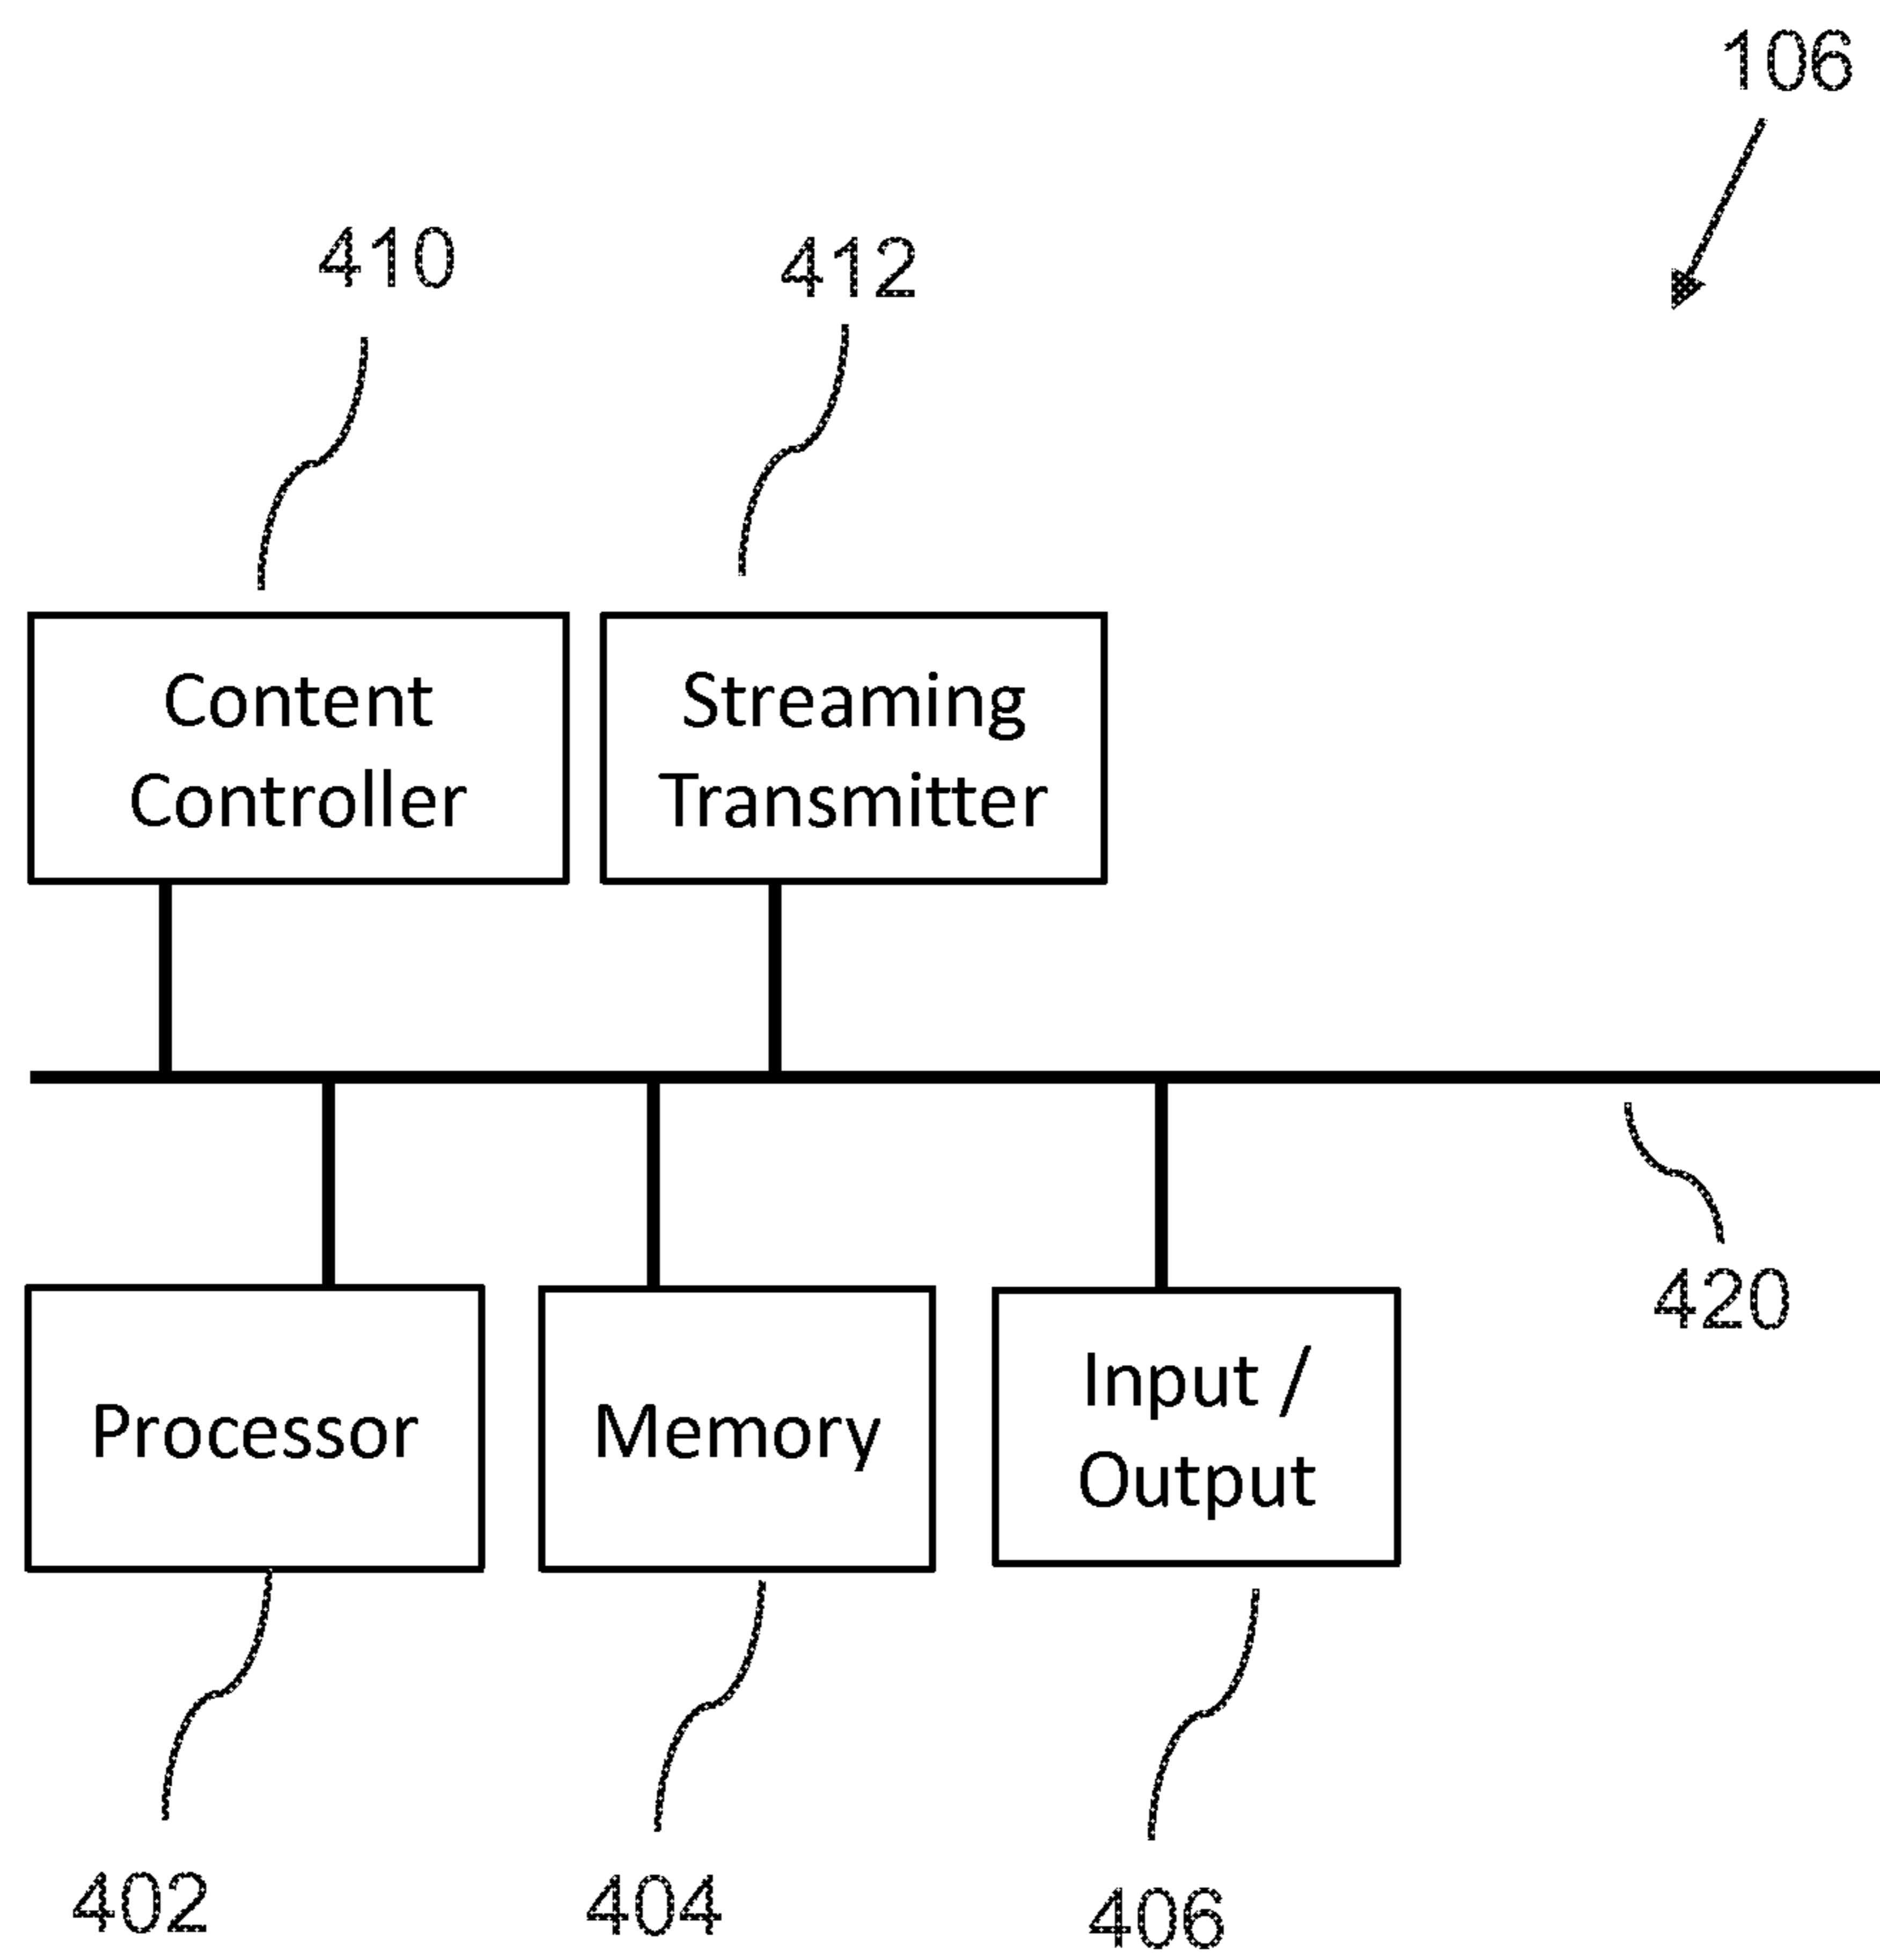 106
410
412
Content
Controller
Streaming
Transmitter
420
Processor
Memory
Input /
Output
402
404
406